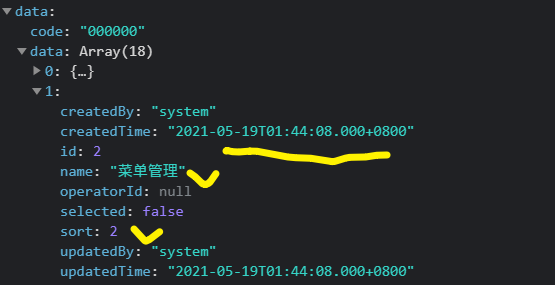 data:
code: "000000"
data: Array(18)
0: {…}
1:
createdBy: "system"
createdTime: "2021-05-19T01:44:08.000+0800"
id: 2
name: "菜单管理"
operatorId: null
selected: false
sort: 2
updatedBy: "system"
updatedTime: "2021-05-19T01:44:08.000+0800"